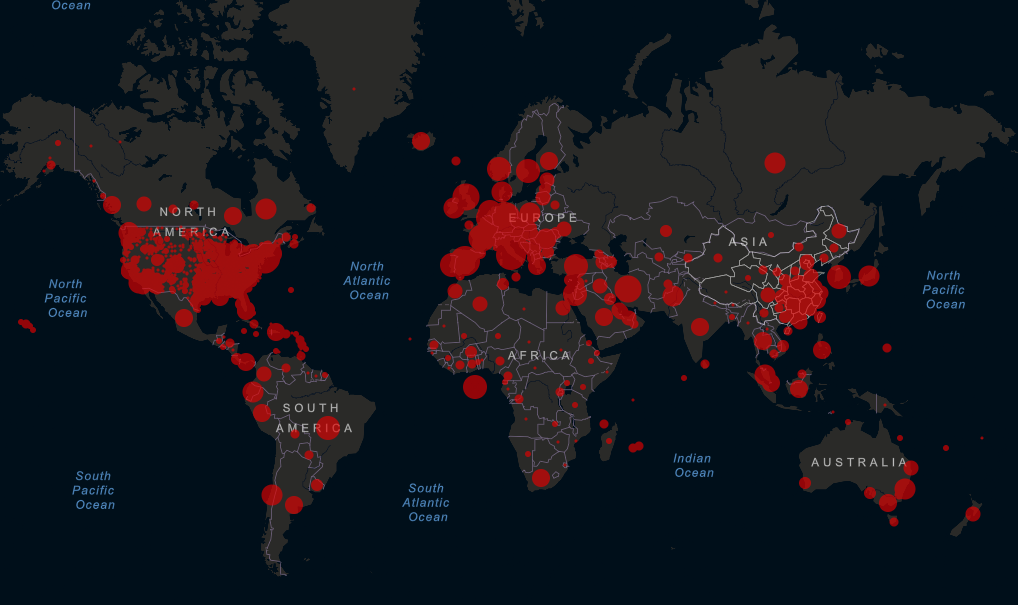 Ocean
NORTH
AMERICA
EUROPE
ASIA
North
Pacific
Ocean
North
Atlantic
Ocean
North
Pacific
Ocean
AFRICA
SOUTH
AMERICA
Indian
Ocean
AUSTRALIA
South
Pacific
Ocean
South
Atlantic
Ocean